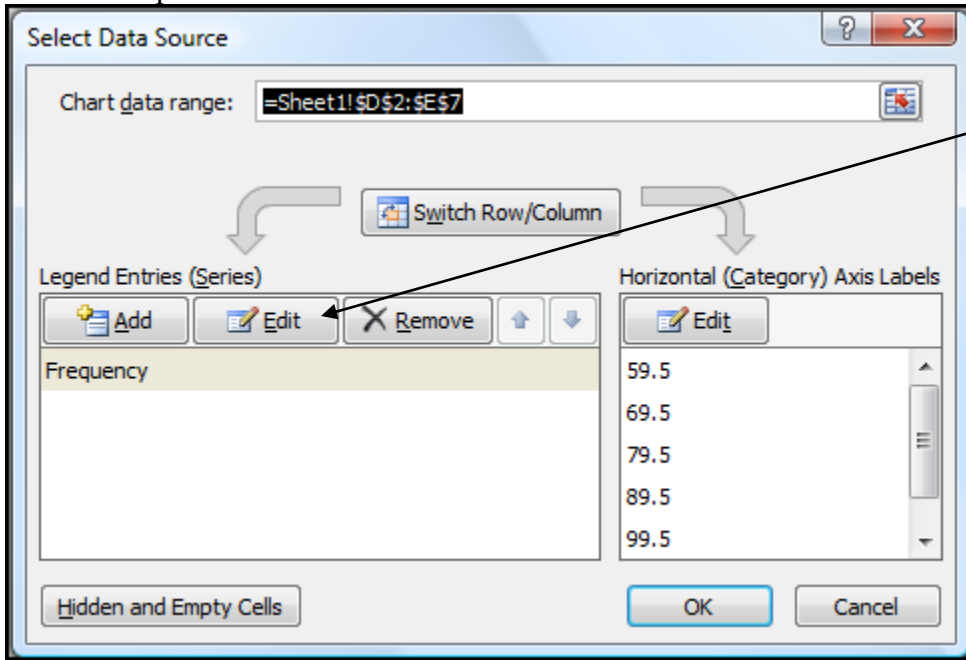 Select Data Source
Chart data range: =Sheet1!$D$2:$E$7
Switch Row/Column
Legend Entries (Series)
Add Edit Remove
Frequency
Horizontal (Category) Axis Labels
Edit
59.5
69.5
79.5
89.5
99.5
Hidden and Empty Cells
OK Cancel